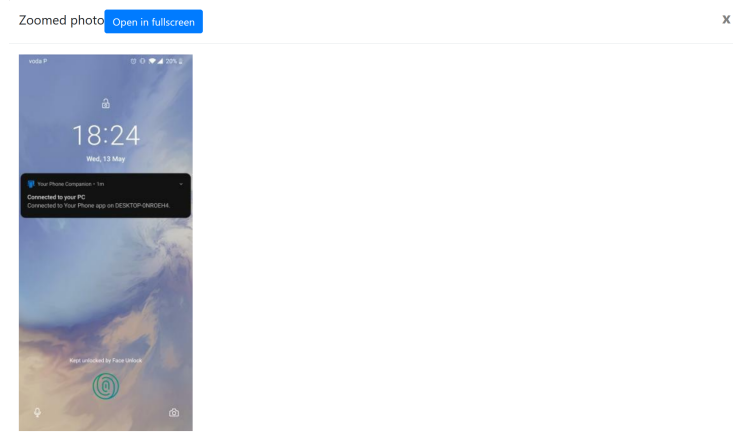 Zoomed photo Open in fullscreen x
voda P 20%
18:24
Wed, 13 May
Your Phone Companion • 1m
Connected to your PC
Connected to Your Phone app on DESKTOP-0NROEH4.
Kept unlocked by Face Unlock